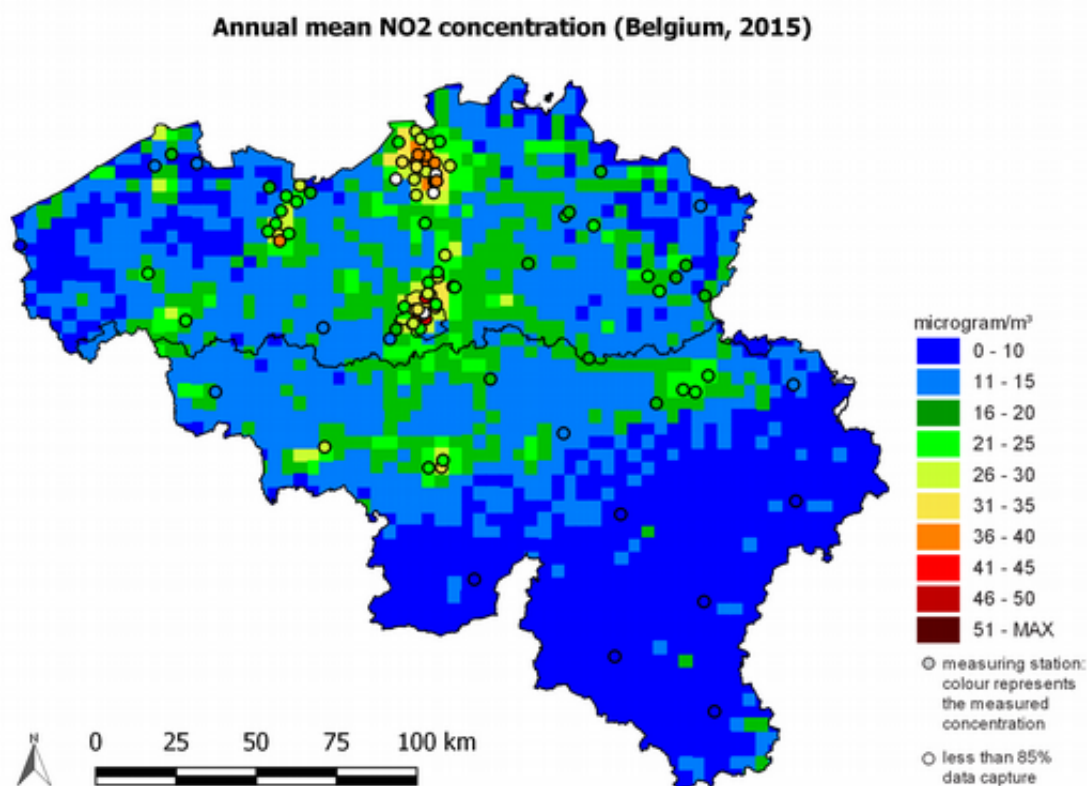 Annual mean NO2 concentration (Belgium, 2015)
microgram/m³
0 - 10
11 - 15
16 - 20
21 - 25
26 - 30
31 - 35
36 - 40
41 - 45
46 - 50
51 - MAX
measuring station:
colour represents
the measured
concentration
less than 85%
data capture
N
0 25 50 75 100 km